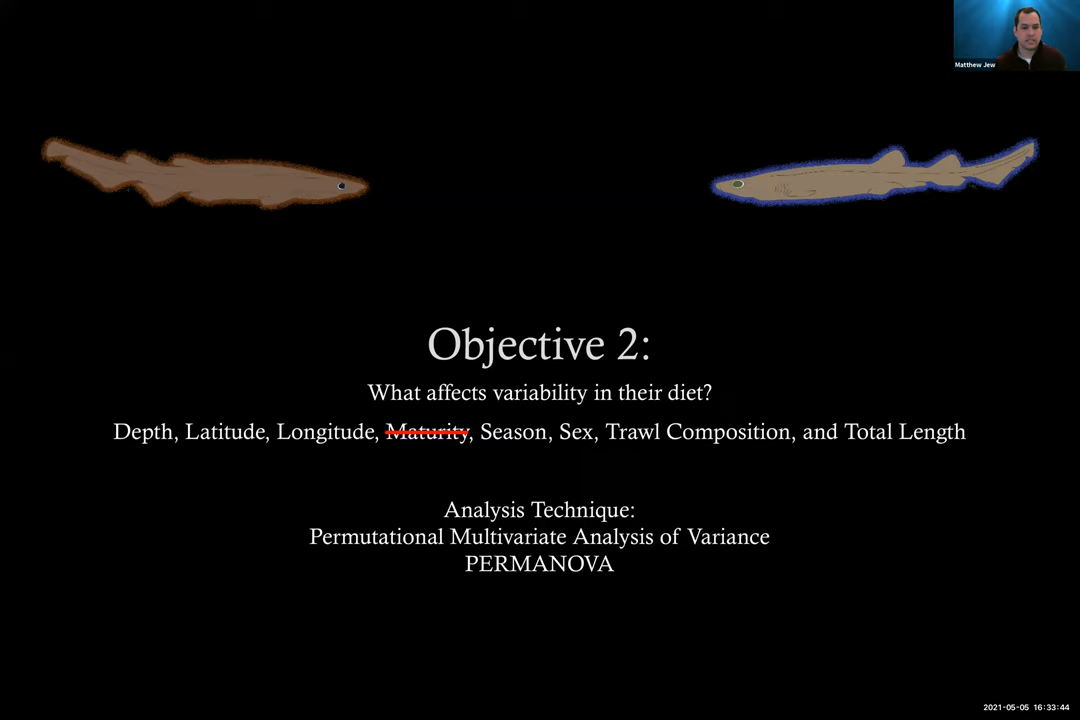 Matthew Jew
Objective 2:
What affects variability in their diet?
Depth, Latitude, Longitude, Maturity, Season, Sex, Trawl Composition, and Total Length
Analysis Technique:
Permutational Multivariate Analysis of Variance
PERMANOVA
2021-05-05 16:33:44